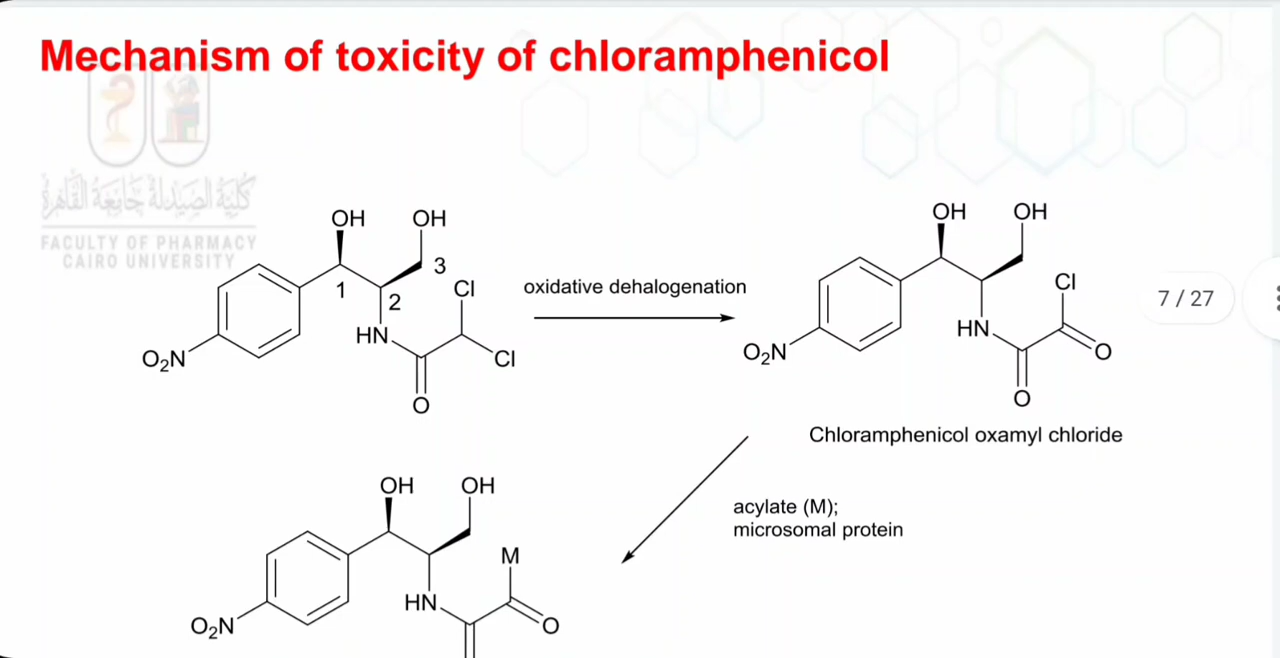 Mechanism of toxicity of chloramphenicol
كلية الصيدلة جامعة القاهرة
FACULTY OF PHARMACY
CAIRO UNIVERSITY
OH OH
1 2 3
HN
Cl
Cl
O
O₂N
oxidative dehalogenation
OH OH
HN
Cl
O
O
O₂N
7 / 27
Chloramphenicol oxamyl chloride
acylate (M);
microsomal protein
OH OH
M
HN
O
O₂N